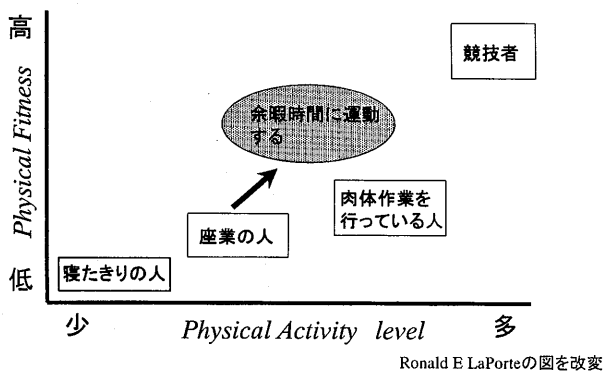 高
Physical Fitness
低
競技者
余暇時間に運動
する
肉体作業を
行っている人
座業の人
寝たきりの人
少
Physical Activity level
多
Ronald E LaPorteの図を改変